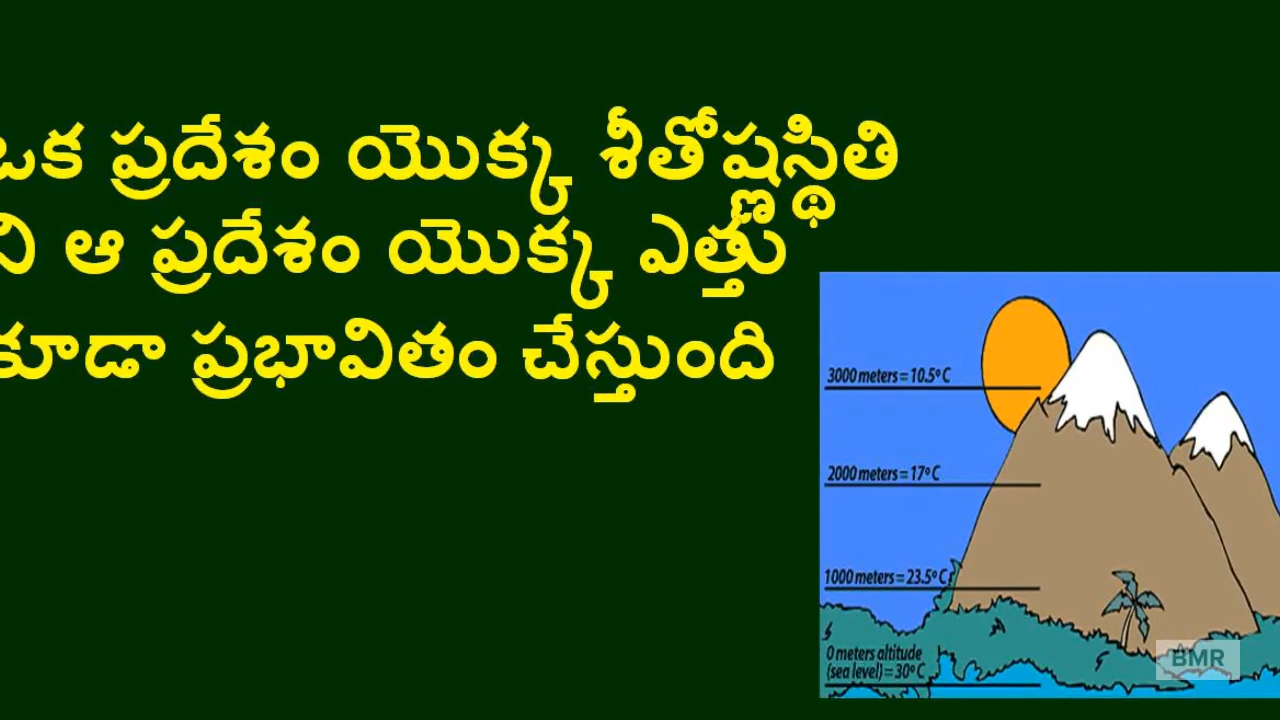 ఒక ప్రదేశం యొక్క శీతోష్ణస్థితి
ని ఆ ప్రదేశం యొక్క ఎత్తు
కూడా ప్రభావితం చేస్తుంది
3000 meters = 10.5° C
2000 meters = 17° C
1000 meters = 23.5° C
0 meters altitude
(sea level) = 30° C
BMR